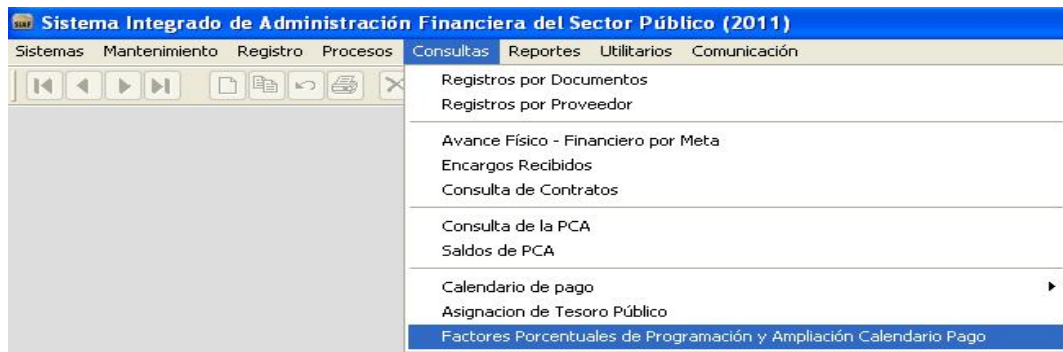 SIAF Sistema Integrado de Administración Financiera del Sector Público (2011)
Sistemas Mantenimiento Registro Procesos Consultas Reportes Utilitarios Comunicación
Registros por Documentos
Registros por Proveedor
Avance Físico - Financiero por Meta
Encargos Recibidos
Consulta de Contratos
Consulta de la PCA
Saldos de PCA
Calendario de pago
Asignacion de Tesoro Público
Factores Porcentuales de Programación y Ampliación Calendario Pago